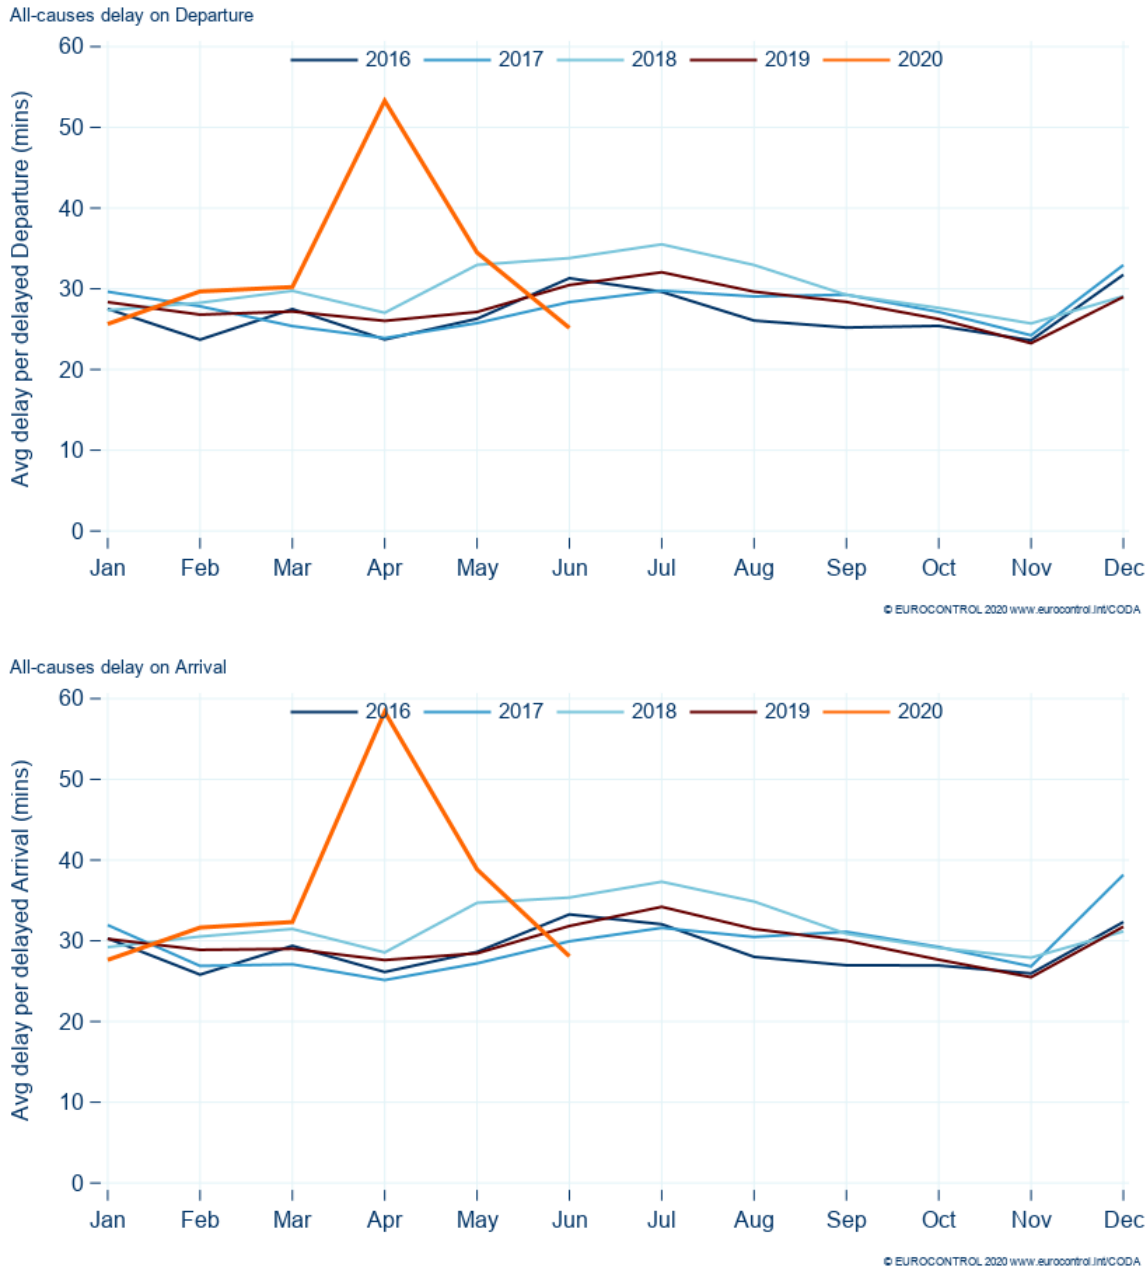 All-causes delay on Departure
Avg delay per delayed Departure (mins)
60
50
40
30
20
10
0
2016 2017 2018 2019 2020
Jan Feb Mar Apr May Jun Jul Aug Sep Oct Nov Dec
© EUROCONTROL 2020 www.eurocontrol.int/CODA
All-causes delay on Arrival
Avg delay per delayed Arrival (mins)
60
50
40
30
20
10
0
2016 2017 2018 2019 2020
Jan Feb Mar Apr May Jun Jul Aug Sep Oct Nov Dec
© EUROCONTROL 2020 www.eurocontrol.int/CODA